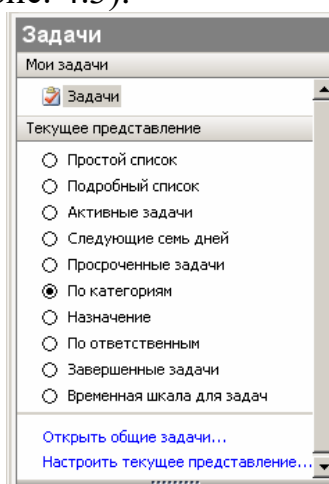 Задачи
Мои задачи
Задачи
Текущее представление
Простой список
Подробный список
Активные задачи
Следующие семь дней
Просроченные задачи
По категориям
Назначение
По ответственным
Завершенные задачи
Временная шкала для задач
Открыть общие задачи...
Настроить текущее представление...